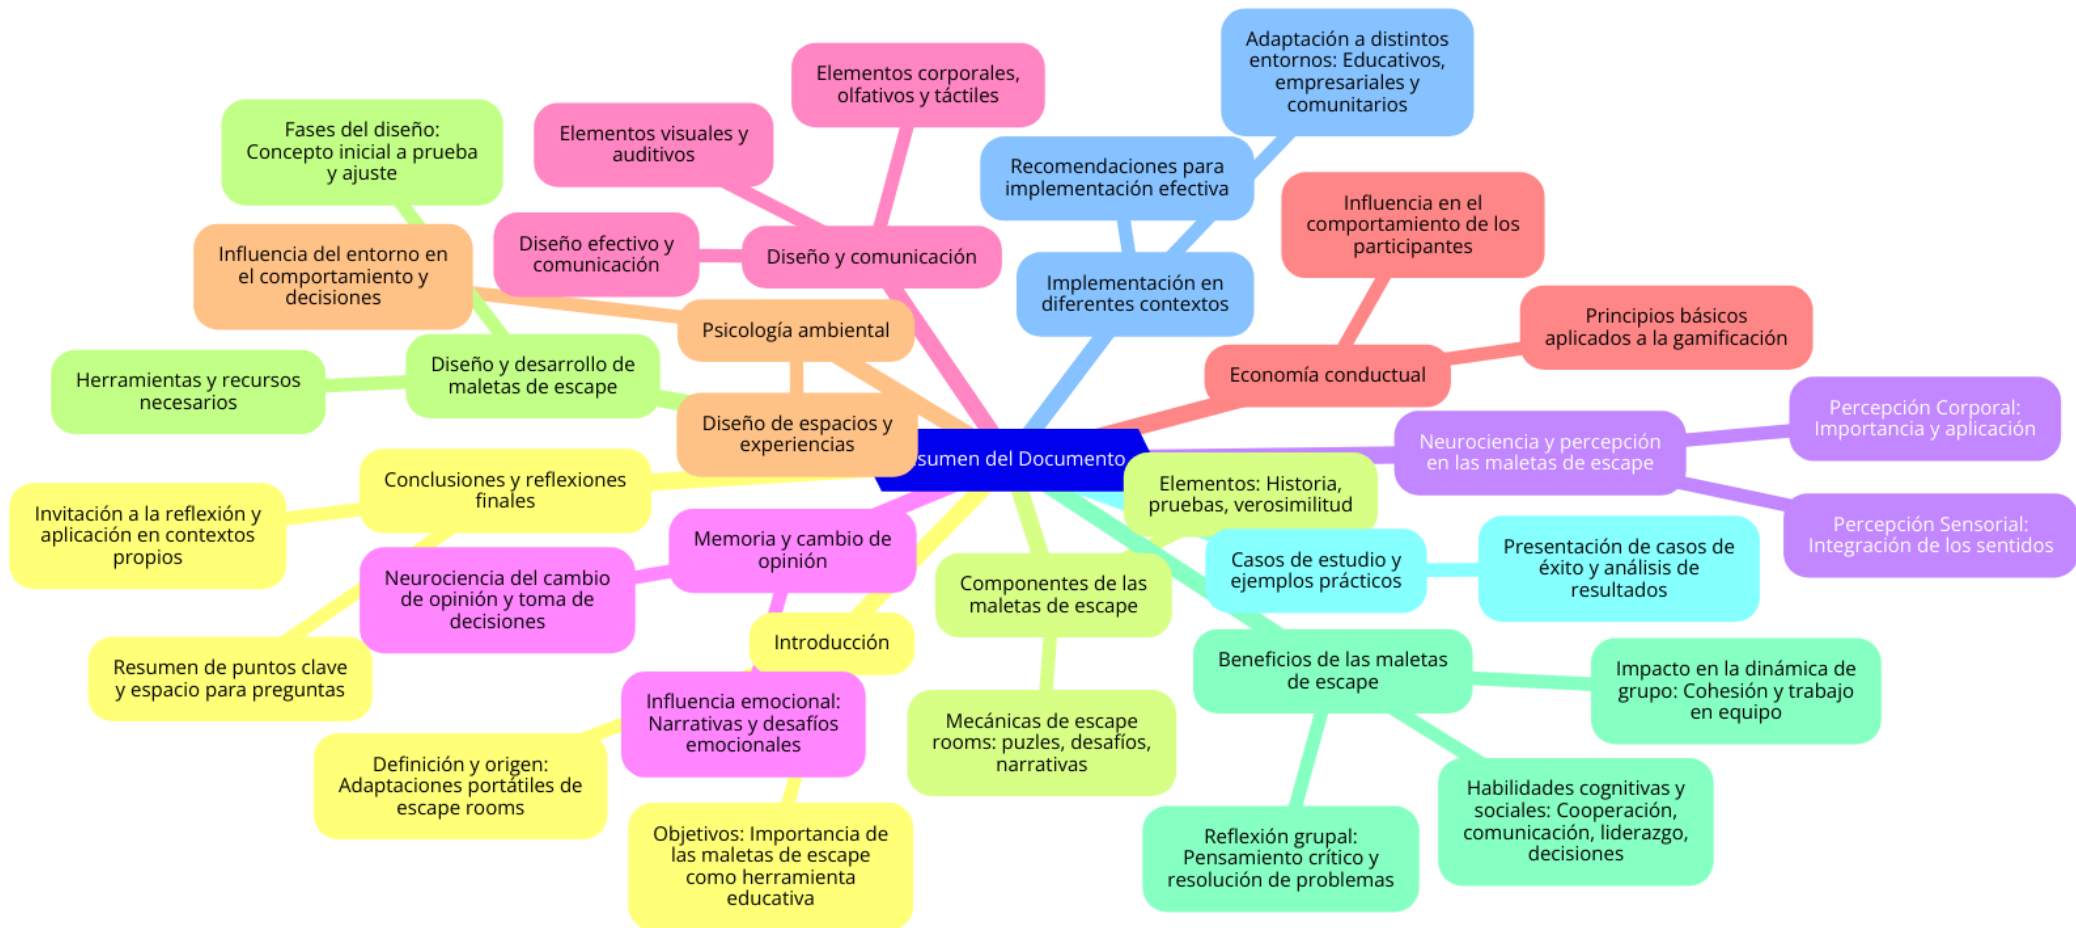 Adaptación a distintos
entornos: Educativos,
empresariales y
comunitarios
Elementos corporales,
olfativos y táctiles
Elementos visuales y
auditivos
Fases del diseño:
Concepto inicial a prueba
y ajuste
Recomendaciones para
implementación efectiva
Influencia en el
comportamiento de los
participantes
Influencia del entorno en
el comportamiento y
decisiones
Diseño efectivo y
comunicación
Diseño y comunicación
Implementación en
diferentes contextos
Psicología ambiental
Principios básicos
aplicados a la gamificación
Herramientas y recursos
necesarios
Diseño y desarrollo de
maletas de escape
Economía conductual
Diseño de espacios y
experiencias
Percepción Corporal:
Importancia y aplicación
Neurociencia y percepción
en las maletas de escape
sumen del Documento
Conclusiones y reflexiones
finales
Elementos: Historia,
pruebas, verosimilitud
Invitación a la reflexión y
aplicación en contextos
propios
Percepción Sensorial:
Integración de los sentidos
Memoria y cambio de
opinión
Neurociencia del cambio
de opinión y toma de
decisiones
Componentes de las
maletas de escape
Casos de estudio y
ejemplos prácticos
Presentación de casos de
éxito y análisis de
resultados
Introducción
Resumen de puntos clave
y espacio para preguntas
Beneficios de las maletas
de escape
Impacto en la dinámica de
grupo: Cohesión y trabajo
en equipo
Influencia emocional:
Narrativas y desafíos
emocionales
Mecánicas de escape
rooms: puzles, desafíos,
narrativas
Definición y origen:
Adaptaciones portátiles de
escape rooms
Habilidades cognitivas y
sociales: Cooperación,
comunicación, liderazgo,
decisiones
Objetivos: Importancia de
las maletas de escape
como herramienta
educativa
Reflexión grupal:
Pensamiento crítico y
resolución de problemas